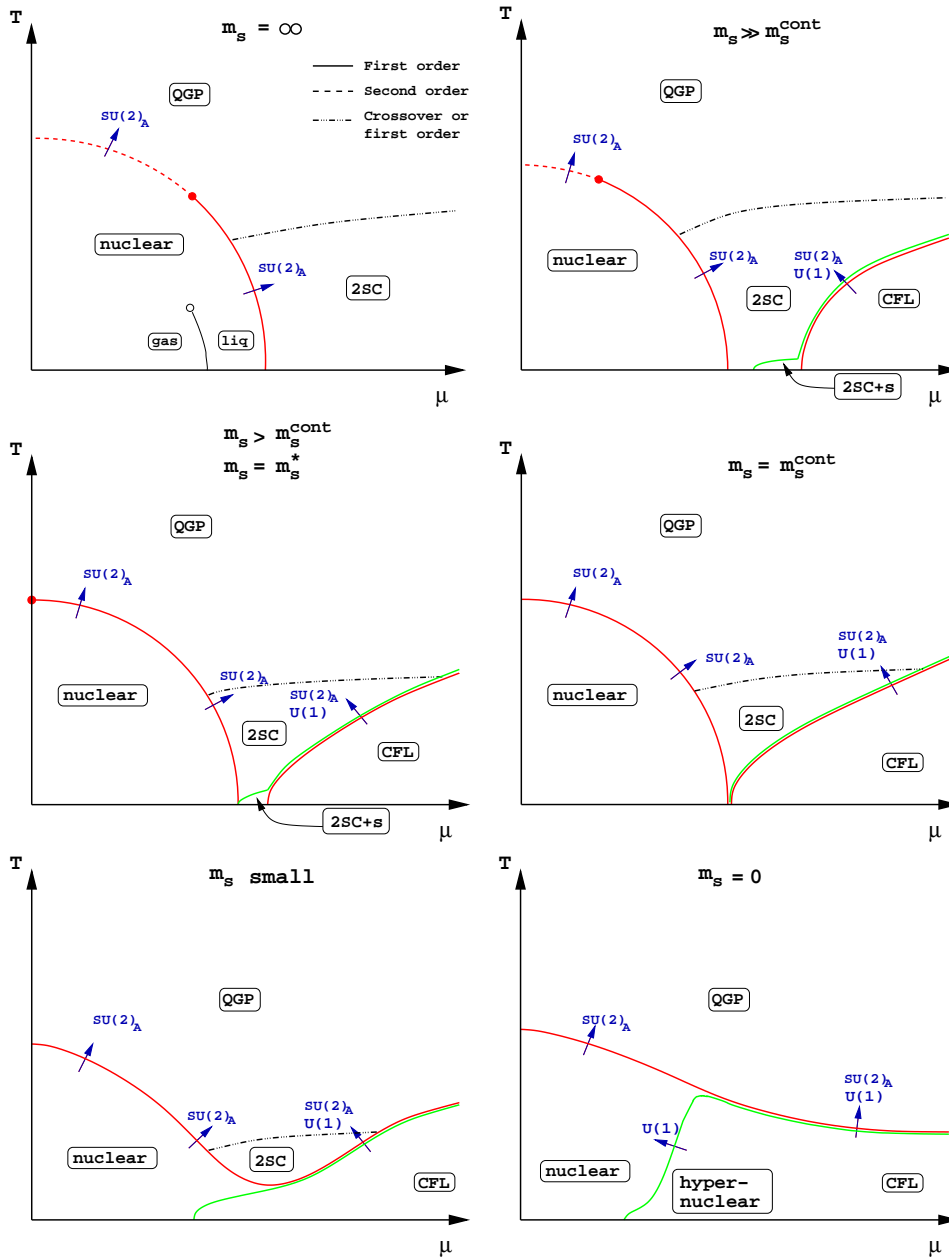 T
m_s = ∞
First order
Second order
Crossover or
first order
QGP
SU(2)_A
nuclear
SU(2)_A
2SC
gas
liq
μ
T
m_s ≫ m_s^cont
QGP
SU(2)_A
nuclear
SU(2)_A
SU(2)_A
U(1)
2SC
CFL
2SC+s
μ
T
m_s > m_s^cont
m_s = m_s^*
QGP
SU(2)_A
SU(2)_A
nuclear
SU(2)_A
U(1)
2SC
CFL
2SC+s
μ
T
m_s = m_s^cont
QGP
SU(2)_A
SU(2)_A
SU(2)_A
U(1)
nuclear
2SC
CFL
μ
T
m_s small
QGP
SU(2)_A
SU(2)_A
SU(2)_A
U(1)
nuclear
2SC
CFL
μ
T
m_s = 0
QGP
SU(2)_A
SU(2)_A
U(1)
U(1)
nuclear
hyper-
nuclear
CFL
μ